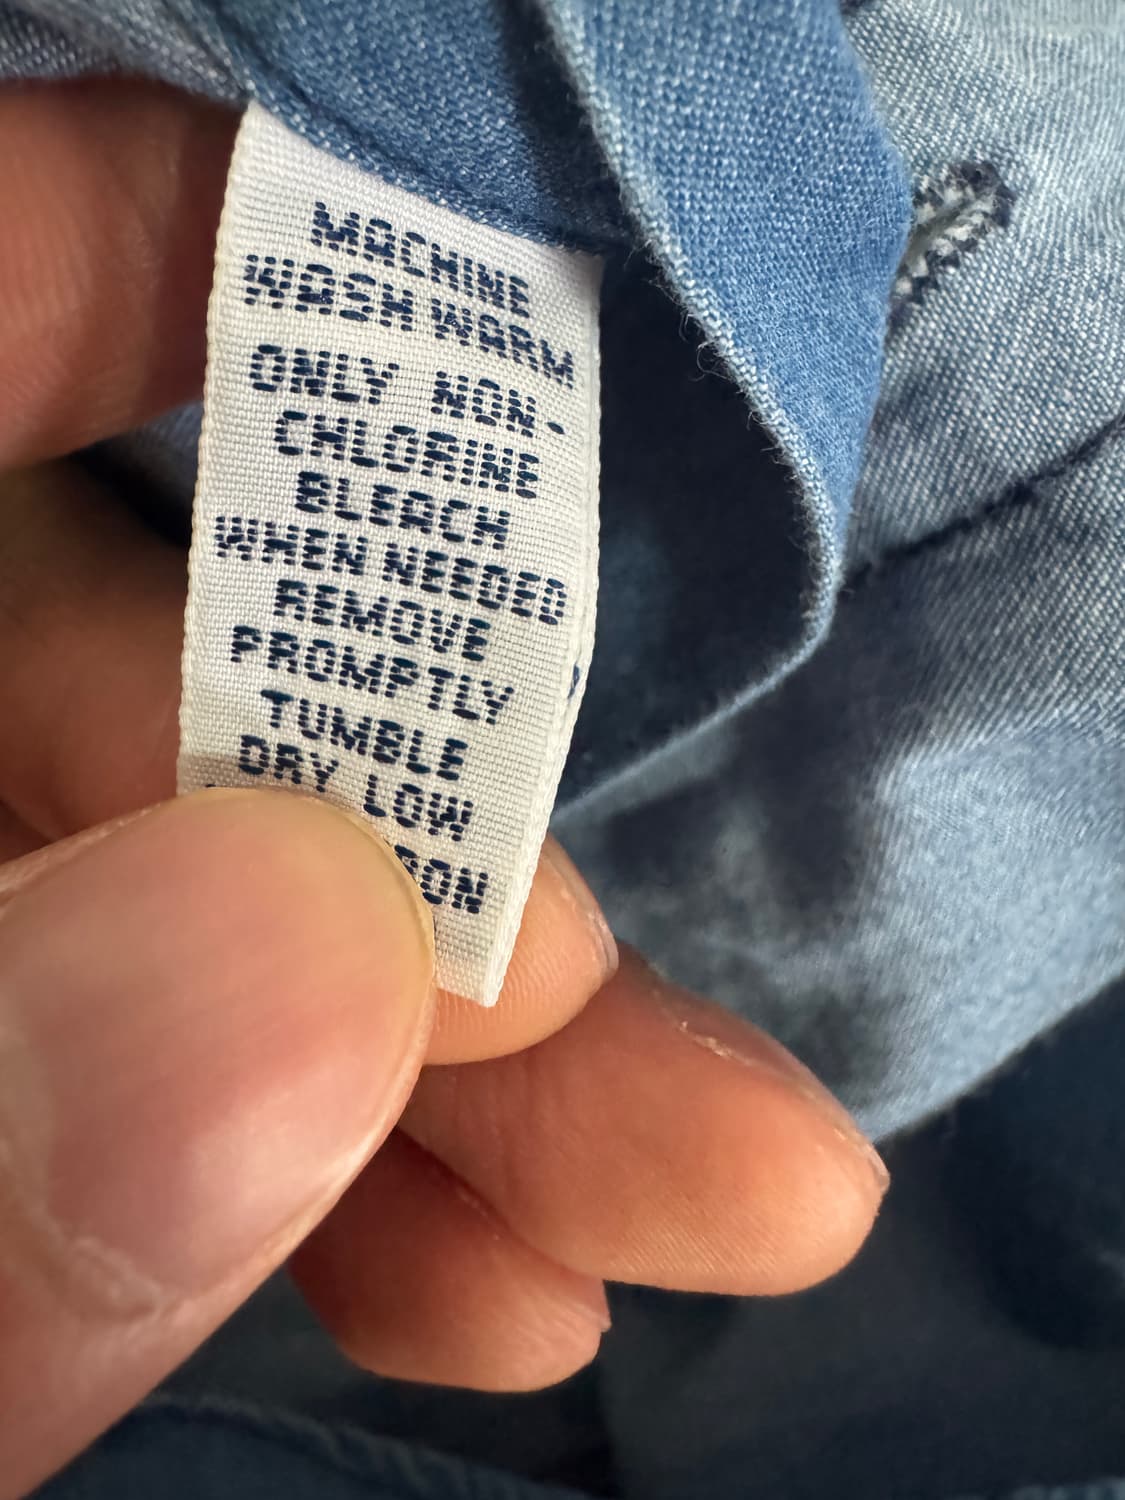 MACHINE
WASH WARM
ONLY NON-
CHLORINE
BLEACH
WHEN NEEDED
REMOVE
PROMPTLY
TUMBLE
DRY LOW